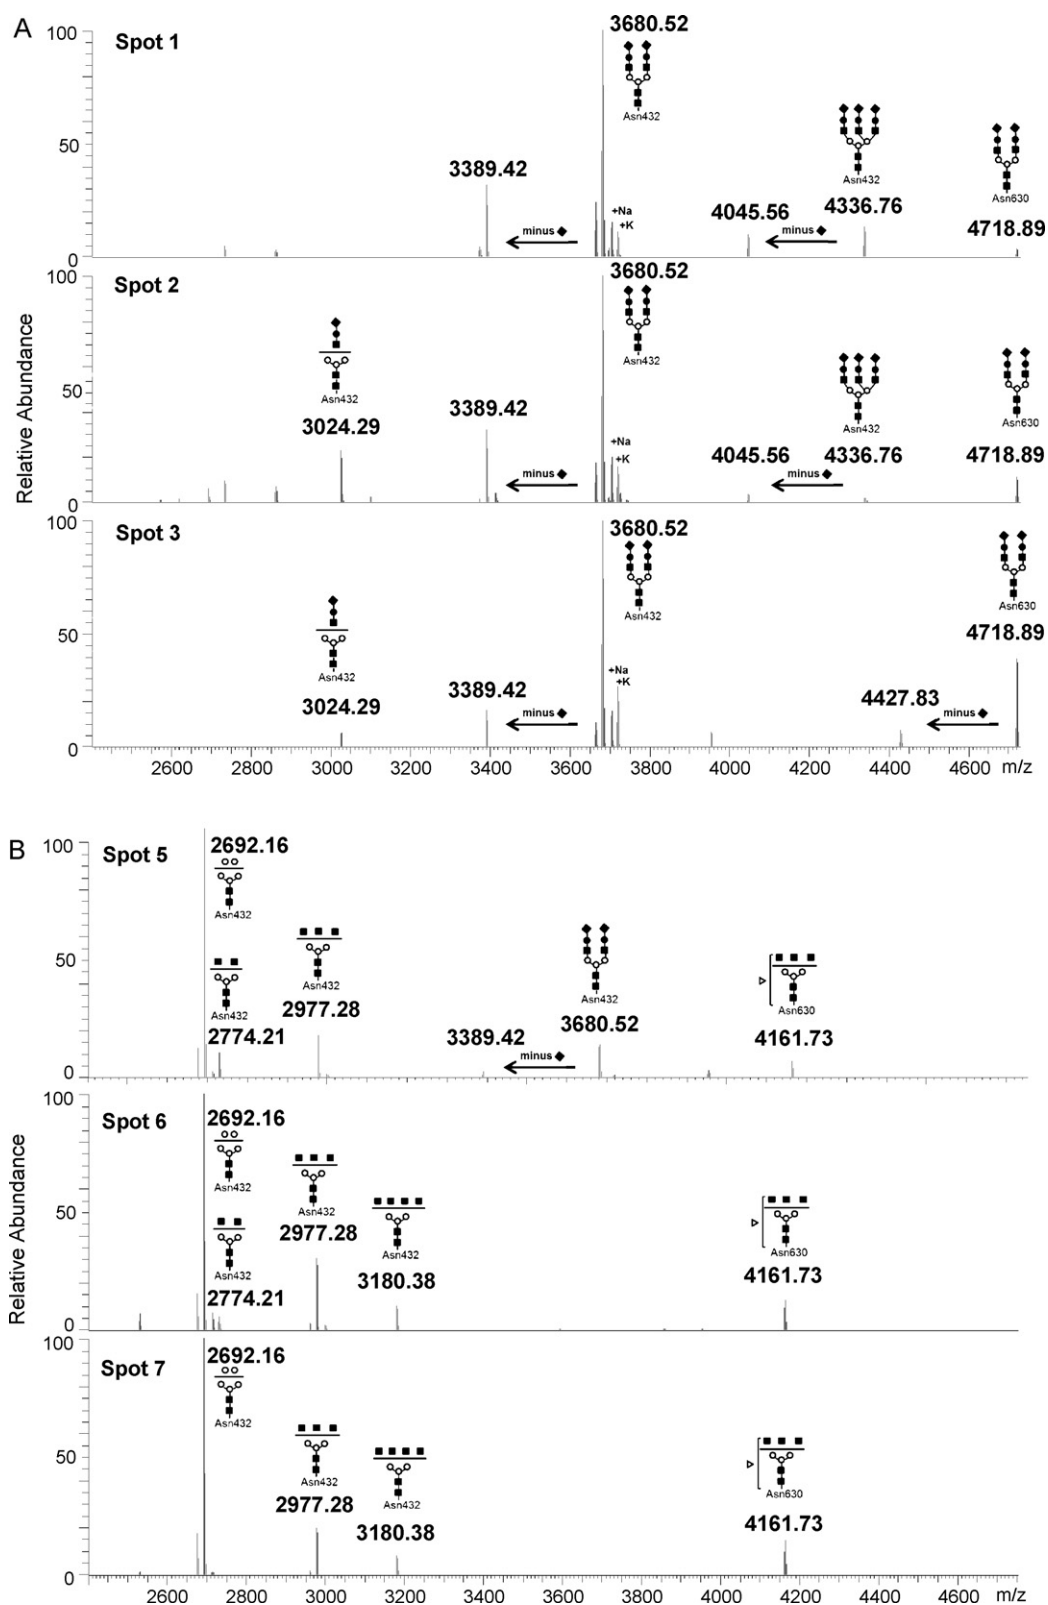 A
Spot 1
100
50
0
3680.52
Asn432
3389.42
minus
+Na
+K
4045.56
minus
Asn432
4336.76
Asn630
4718.89
Relative Abundance
Spot 2
100
50
0
3680.52
Asn432
Asn432
3024.29
3389.42
minus
+Na
+K
4045.56
minus
Asn432
4336.76
Asn630
4718.89
Spot 3
100
50
0
3680.52
Asn432
Asn432
3024.29
3389.42
minus
+Na
+K
4427.83
minus
Asn630
4718.89
2600 2800 3000 3200 3400 3600 3800 4000 4200 4400 4600 m/z
B
Spot 5
100
50
0
2692.16
Asn432
Asn432
2774.21
Asn432
2977.28
3389.42
minus
Asn432
3680.52
Asn630
4161.73
Relative Abundance
Spot 6
100
50
0
2692.16
Asn432
Asn432
2774.21
Asn432
2977.28
Asn432
3180.38
Asn630
4161.73
Spot 7
100
50
0
2692.16
Asn432
Asn432
2977.28
Asn432
3180.38
Asn630
4161.73
2600 2800 3000 3200 3400 3600 3800 4000 4200 4400 4600 m/z